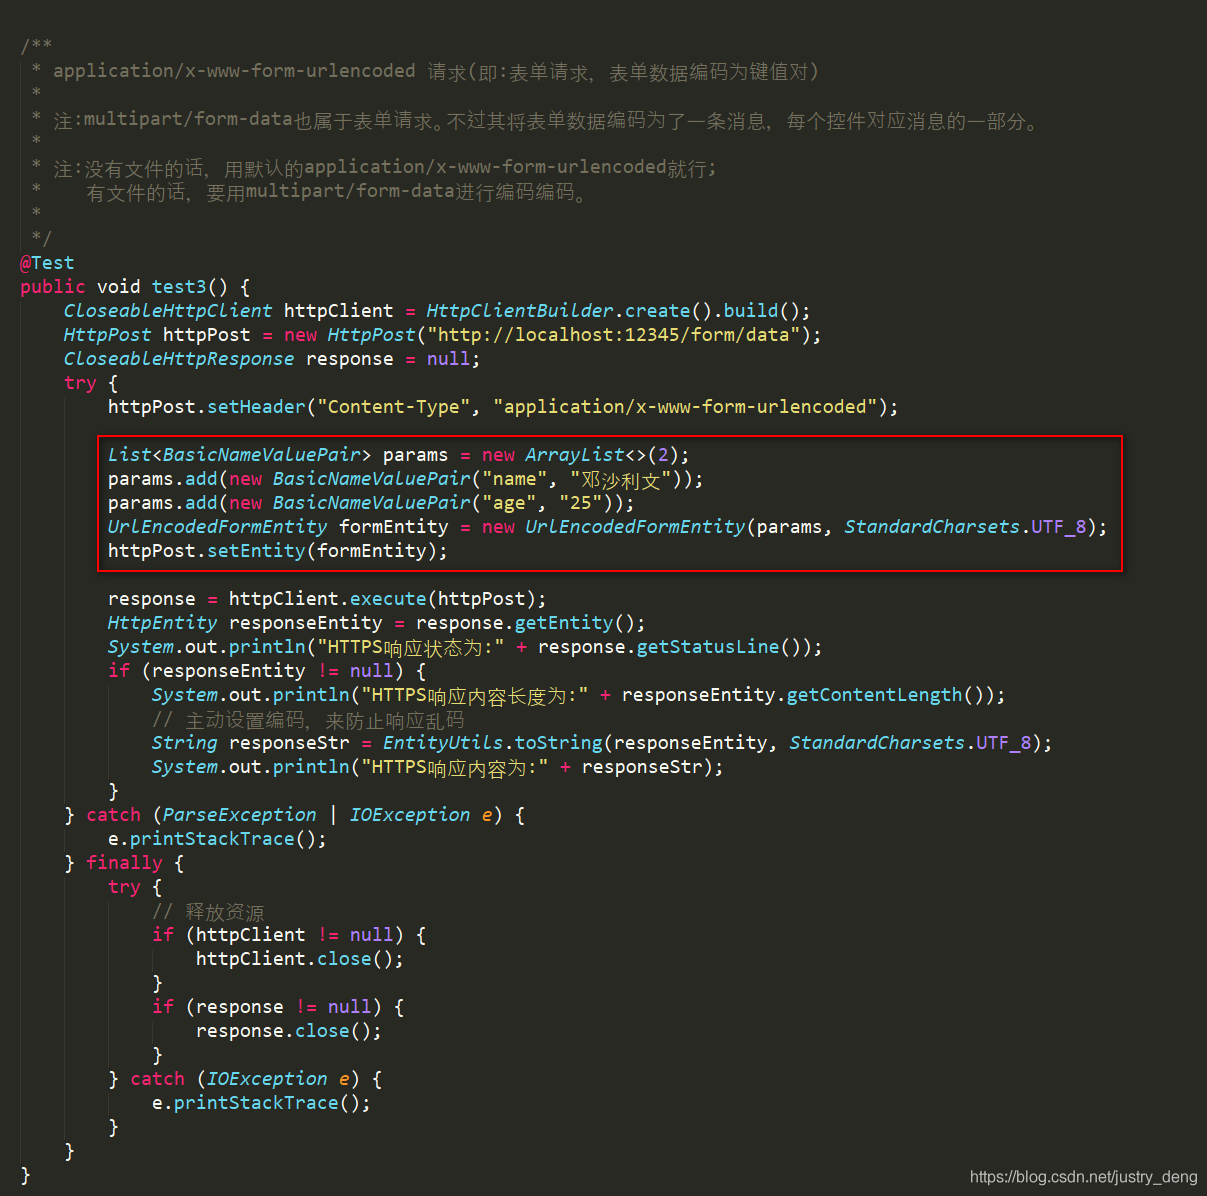 /**
 * application/x-www-form-urlencoded 请求(即:表单请求，表单数据编码为键值对)
 *
 * 注:multipart/form-data也属于表单请求。不过其将表单数据编码为了一条消息，每个控件对应消息的一部分。
 *
 * 注:没有文件的话，用默认的application/x-www-form-urlencoded就行;
 *    有文件的话，要用multipart/form-data进行编码编码。
 *
 */
@Test
public void test3() {
    CloseableHttpClient httpClient = HttpClientBuilder.create().build();
    HttpPost httpPost = new HttpPost("http://localhost:12345/form/data");
    CloseableHttpResponse response = null;
    try {
        httpPost.setHeader("Content-Type", "application/x-www-form-urlencoded");
        List<BasicNameValuePair> params = new ArrayList<>(2);
        params.add(new BasicNameValuePair("name", "邓沙利文"));
        params.add(new BasicNameValuePair("age", "25"));
        UrlEncodedFormEntity formEntity = new UrlEncodedFormEntity(params, StandardCharsets.UTF_8);
        httpPost.setEntity(formEntity);
        response = httpClient.execute(httpPost);
        HttpEntity responseEntity = response.getEntity();
        System.out.println("HTTPS响应状态为:" + response.getStatusLine());
        if (responseEntity != null) {
            System.out.println("HTTPS响应内容长度为:" + responseEntity.getContentLength());
            // 主动设置编码，来防止响应乱码
            String responseStr = EntityUtils.toString(responseEntity, StandardCharsets.UTF_8);
            System.out.println("HTTPS响应内容为:" + responseStr);
        }
    } catch (ParseException | IOException e) {
        e.printStackTrace();
    } finally {
        try {
            // 释放资源
            if (httpClient != null) {
                httpClient.close();
            }
            if (response != null) {
                response.close();
            }
        } catch (IOException e) {
            e.printStackTrace();
        }
    }
}
https://blog.csdn.net/justry_deng